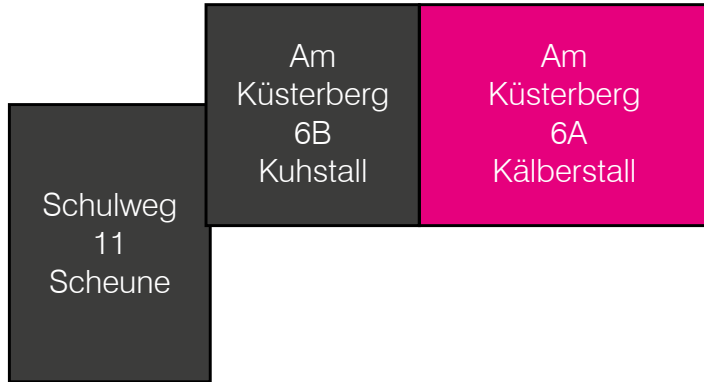 Am
Küsterberg
6B
Kuhstall
Am
Küsterberg
6A
Kälberstall
Schulweg
11
Scheune